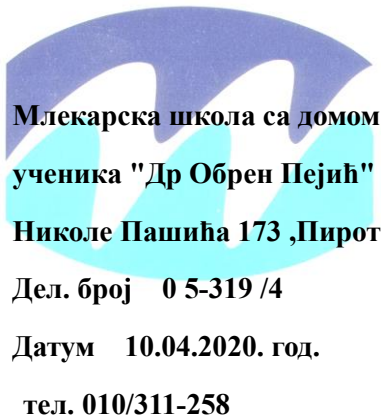 Млекарска школа са домом
ученика "Др Обрен Пејић"
Николе Пашића 173 ,Пирот
Дел. број 0 5-319 /4
Датум 10.04.2020. год.
тел. 010/311-258